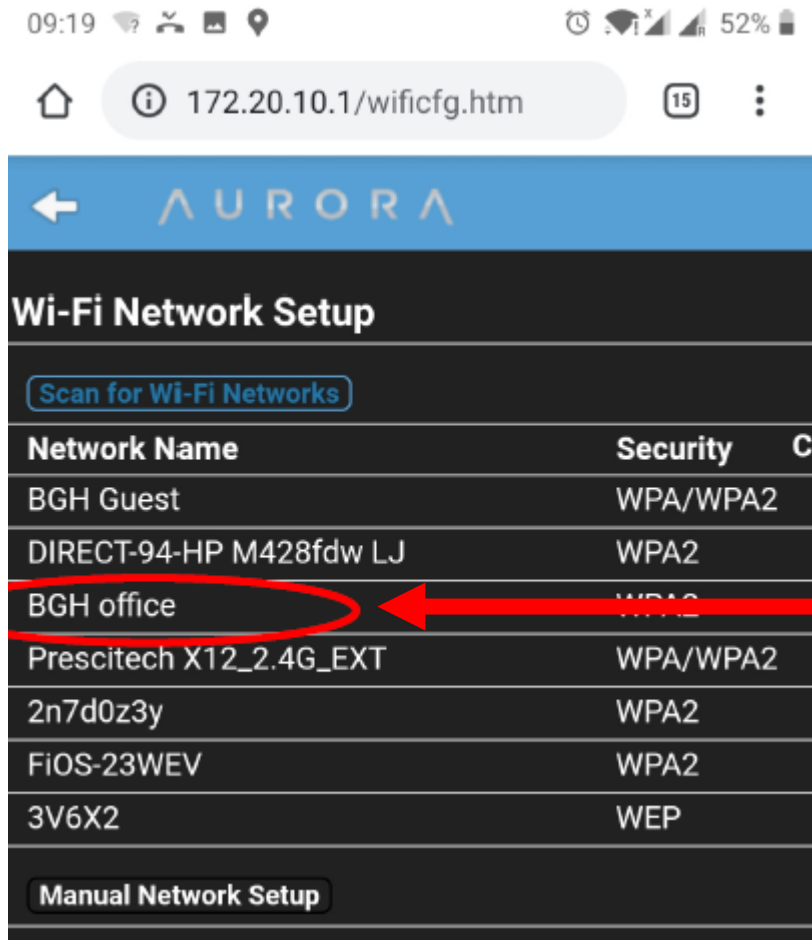 09:19 52%
172.20.10.1/wificfg.htm 15
AURORA
Wi-Fi Network Setup
Scan for Wi-Fi Networks
Network Name Security C
BGH Guest WPA/WPA2
DIRECT-94-HP M428fdw LJ WPA2
BGH office WPA2
Prescitech X12_2.4G_EXT WPA/WPA2
2n7d0z3y WPA2
FiOS-23WEV WPA2
3V6X2 WEP
Manual Network Setup